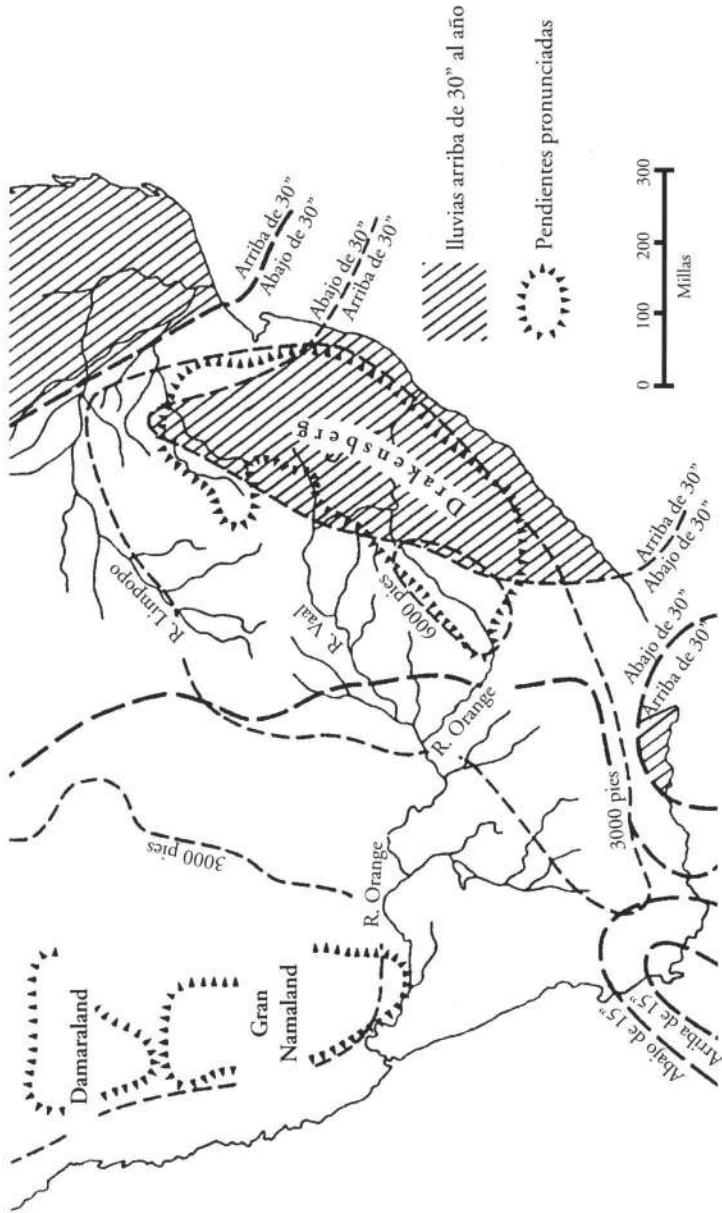 Damaraland
Gran
Namaland
3000 pies
R. Limpopo
R. Vaal
6000 pies
Drakensberg
R. Orange
R. Orange
3000 pies
Arriba de 30”
Abajo de 30”
Abajo de 30”
Arriba de 30”
Arriba de 30”
Abajo de 30”
Abajo de 30”
Arriba de 30”
Abajo de 15”
Arriba de 15”
lluvias arriba de 30” al año
Pendientes pronunciadas
0 100 200 300
Millas